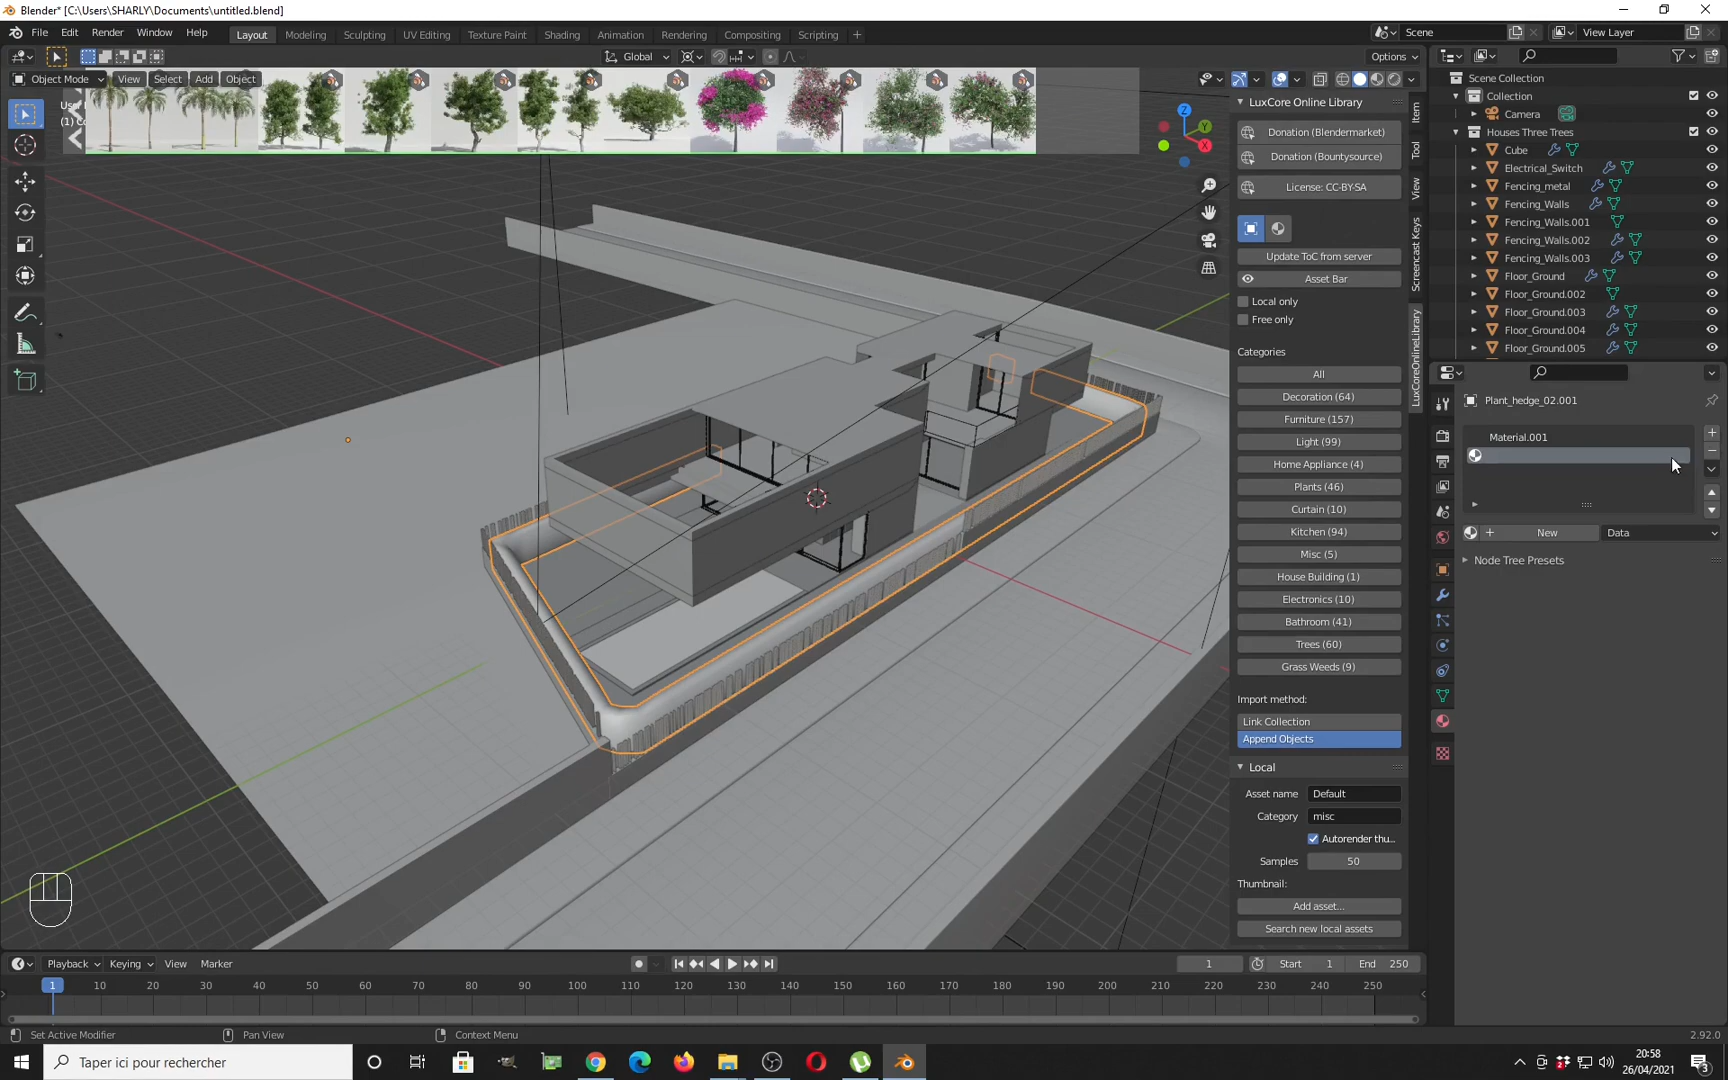 Blender* [C:\Users\SHARLY\Documents\untitled.blend]
File Edit Render Window Help Layout Modeling Sculpting UV Editing Texture Paint Shading Animation Rendering Compositing Scripting + Scene View Layer
Global Options
Object Mode View Select Add Object
LuxCore Online Library
Donation (Blendermarket)
Donation (Bountysource)
License: CC-BY-SA
Update ToC from server
Asset Bar
Local only
Free only
Categories
All
Decoration (64)
Furniture (157)
Light (99)
Home Appliance (4)
Plants (46)
Curtain (10)
Kitchen (94)
Misc (5)
House Building (1)
Electronics (10)
Bathroom (41)
Trees (60)
Grass Weeds (9)
Import method:
Link Collection
Append Objects
Local
Asset name Default
Category misc
Autorender thu...
Samples 50
Thumbnail:
Add asset...
Search new local assets
Item
Tool
View
Screencast Keys
LuxCoreOnlineLibrary
Z
Y
X
Scene Collection
Collection
Camera
Houses Three Trees
Cube
Electrical_Switch
Fencing_metal
Fencing_Walls
Fencing_Walls.001
Fencing_Walls.002
Fencing_Walls.003
Floor_Ground
Floor_Ground.002
Floor_Ground.003
Floor_Ground.004
Floor_Ground.005
Plant_hedge_02.001
Material.001
New Data
Node Tree Presets
Playback Keying View Marker 1 Start 1 End 250
1 10 20 30 40 50 60 70 80 90 100 110 120 130 140 150 160 170 180 190 200 210 220 230 240 250
Set Active Modifier Pan View Context Menu 2.92.0
Taper ici pour rechercher
20:58
26/04/2021
3